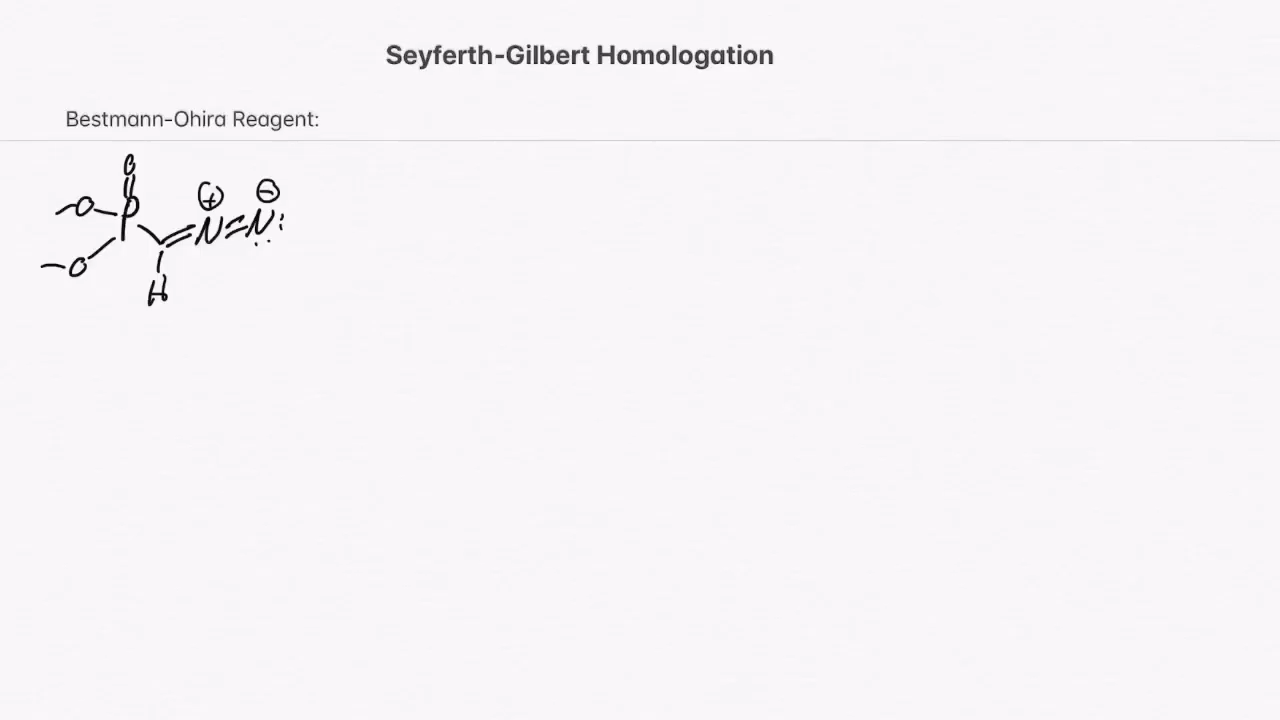 Seyferth-Gilbert Homologation
Bestmann-Ohira Reagent:
O
O P ⊕ ⊖
N N
O
H